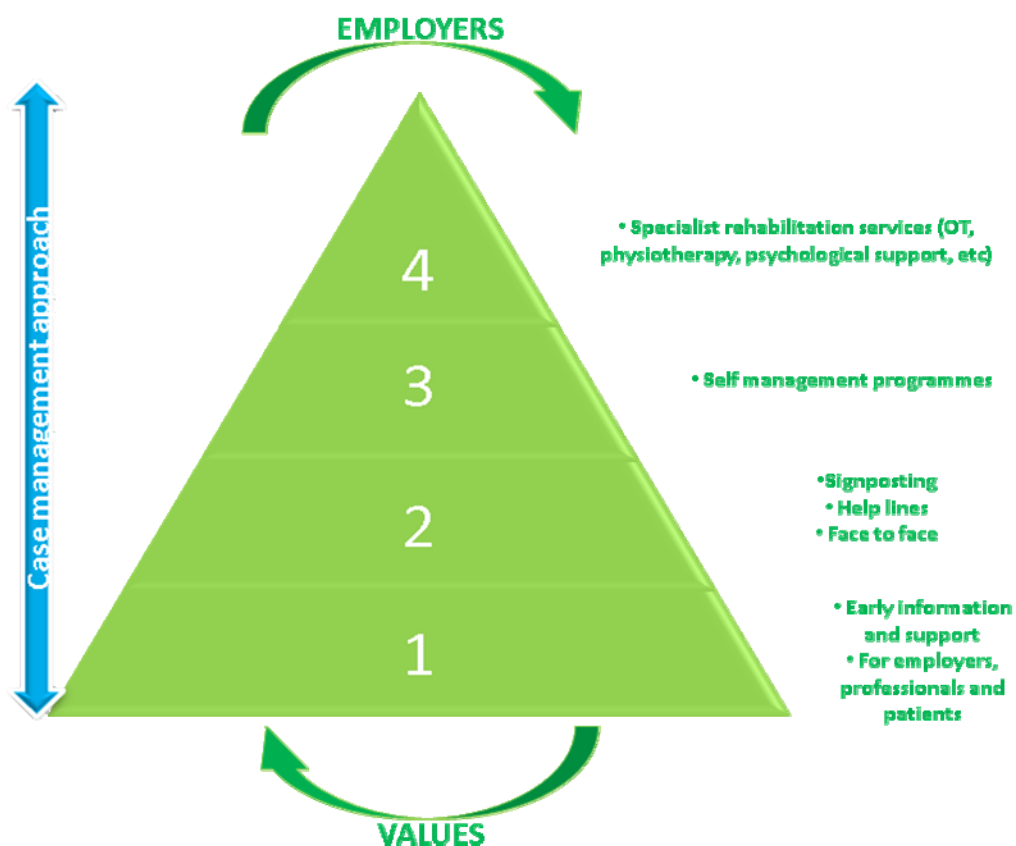 EMPLOYERS
Case management approach
4
• Specialist rehabilitation services (OT,
physiotherapy, psychological support, etc)
3
• Self management programmes
2
•Signposting
• Help lines
• Face to face
1
• Early information
and support
• For employers,
professionals and
patients
VALUES